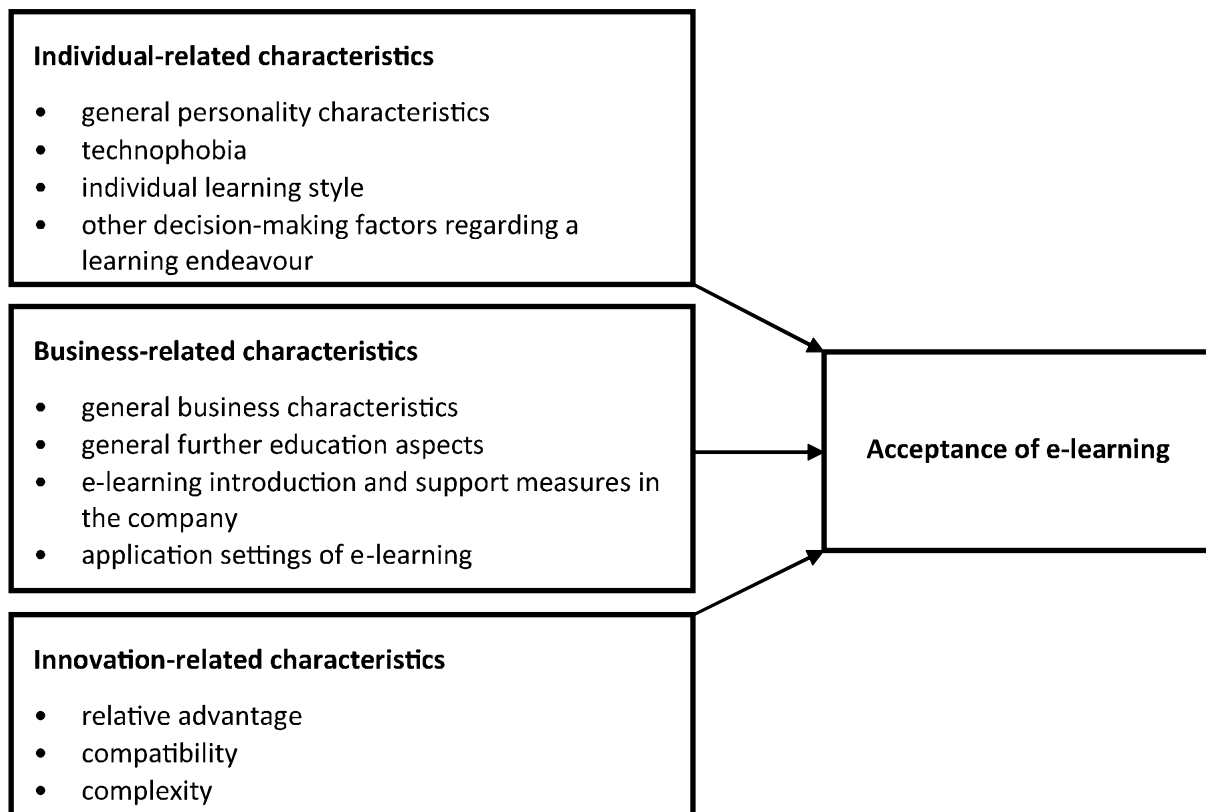 Individual-related characteristics
• general personality characteristics
• technophobia
• individual learning style
• other decision-making factors regarding a
learning endeavour
Business-related characteristics
• general business characteristics
• general further education aspects
• e-learning introduction and support measures in
the company
• application settings of e-learning
Acceptance of e-learning
Innovation-related characteristics
• relative advantage
• compatibility
• complexity